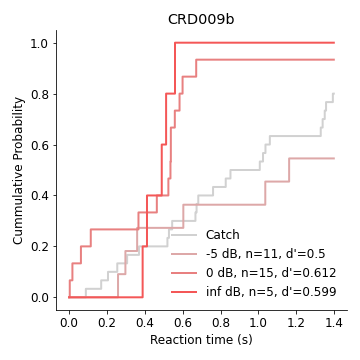 CRD009b
Cummulative Probability
1.0
0.8
0.6
0.4
0.2
0.0
Catch
-5 dB, n=11, d'=0.5
0 dB, n=15, d'=0.612
inf dB, n=5, d'=0.599
0.0 0.2 0.4 0.6 0.8 1.0 1.2 1.4
Reaction time (s)